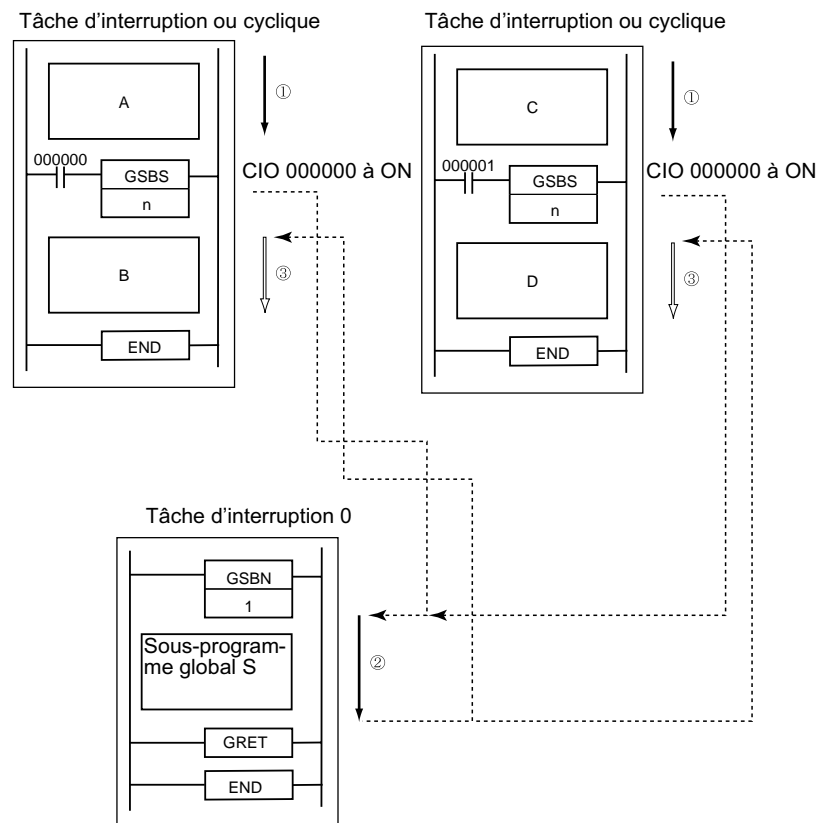 Tâche d'interruption ou cyclique
A
①
000000
GSBS
n
CIO 000000 à ON
B
③
END
Tâche d'interruption ou cyclique
C
①
000001
GSBS
n
CIO 000000 à ON
D
③
END
Tâche d'interruption 0
GSBN
1
Sous-program-
me global S
②
GRET
END